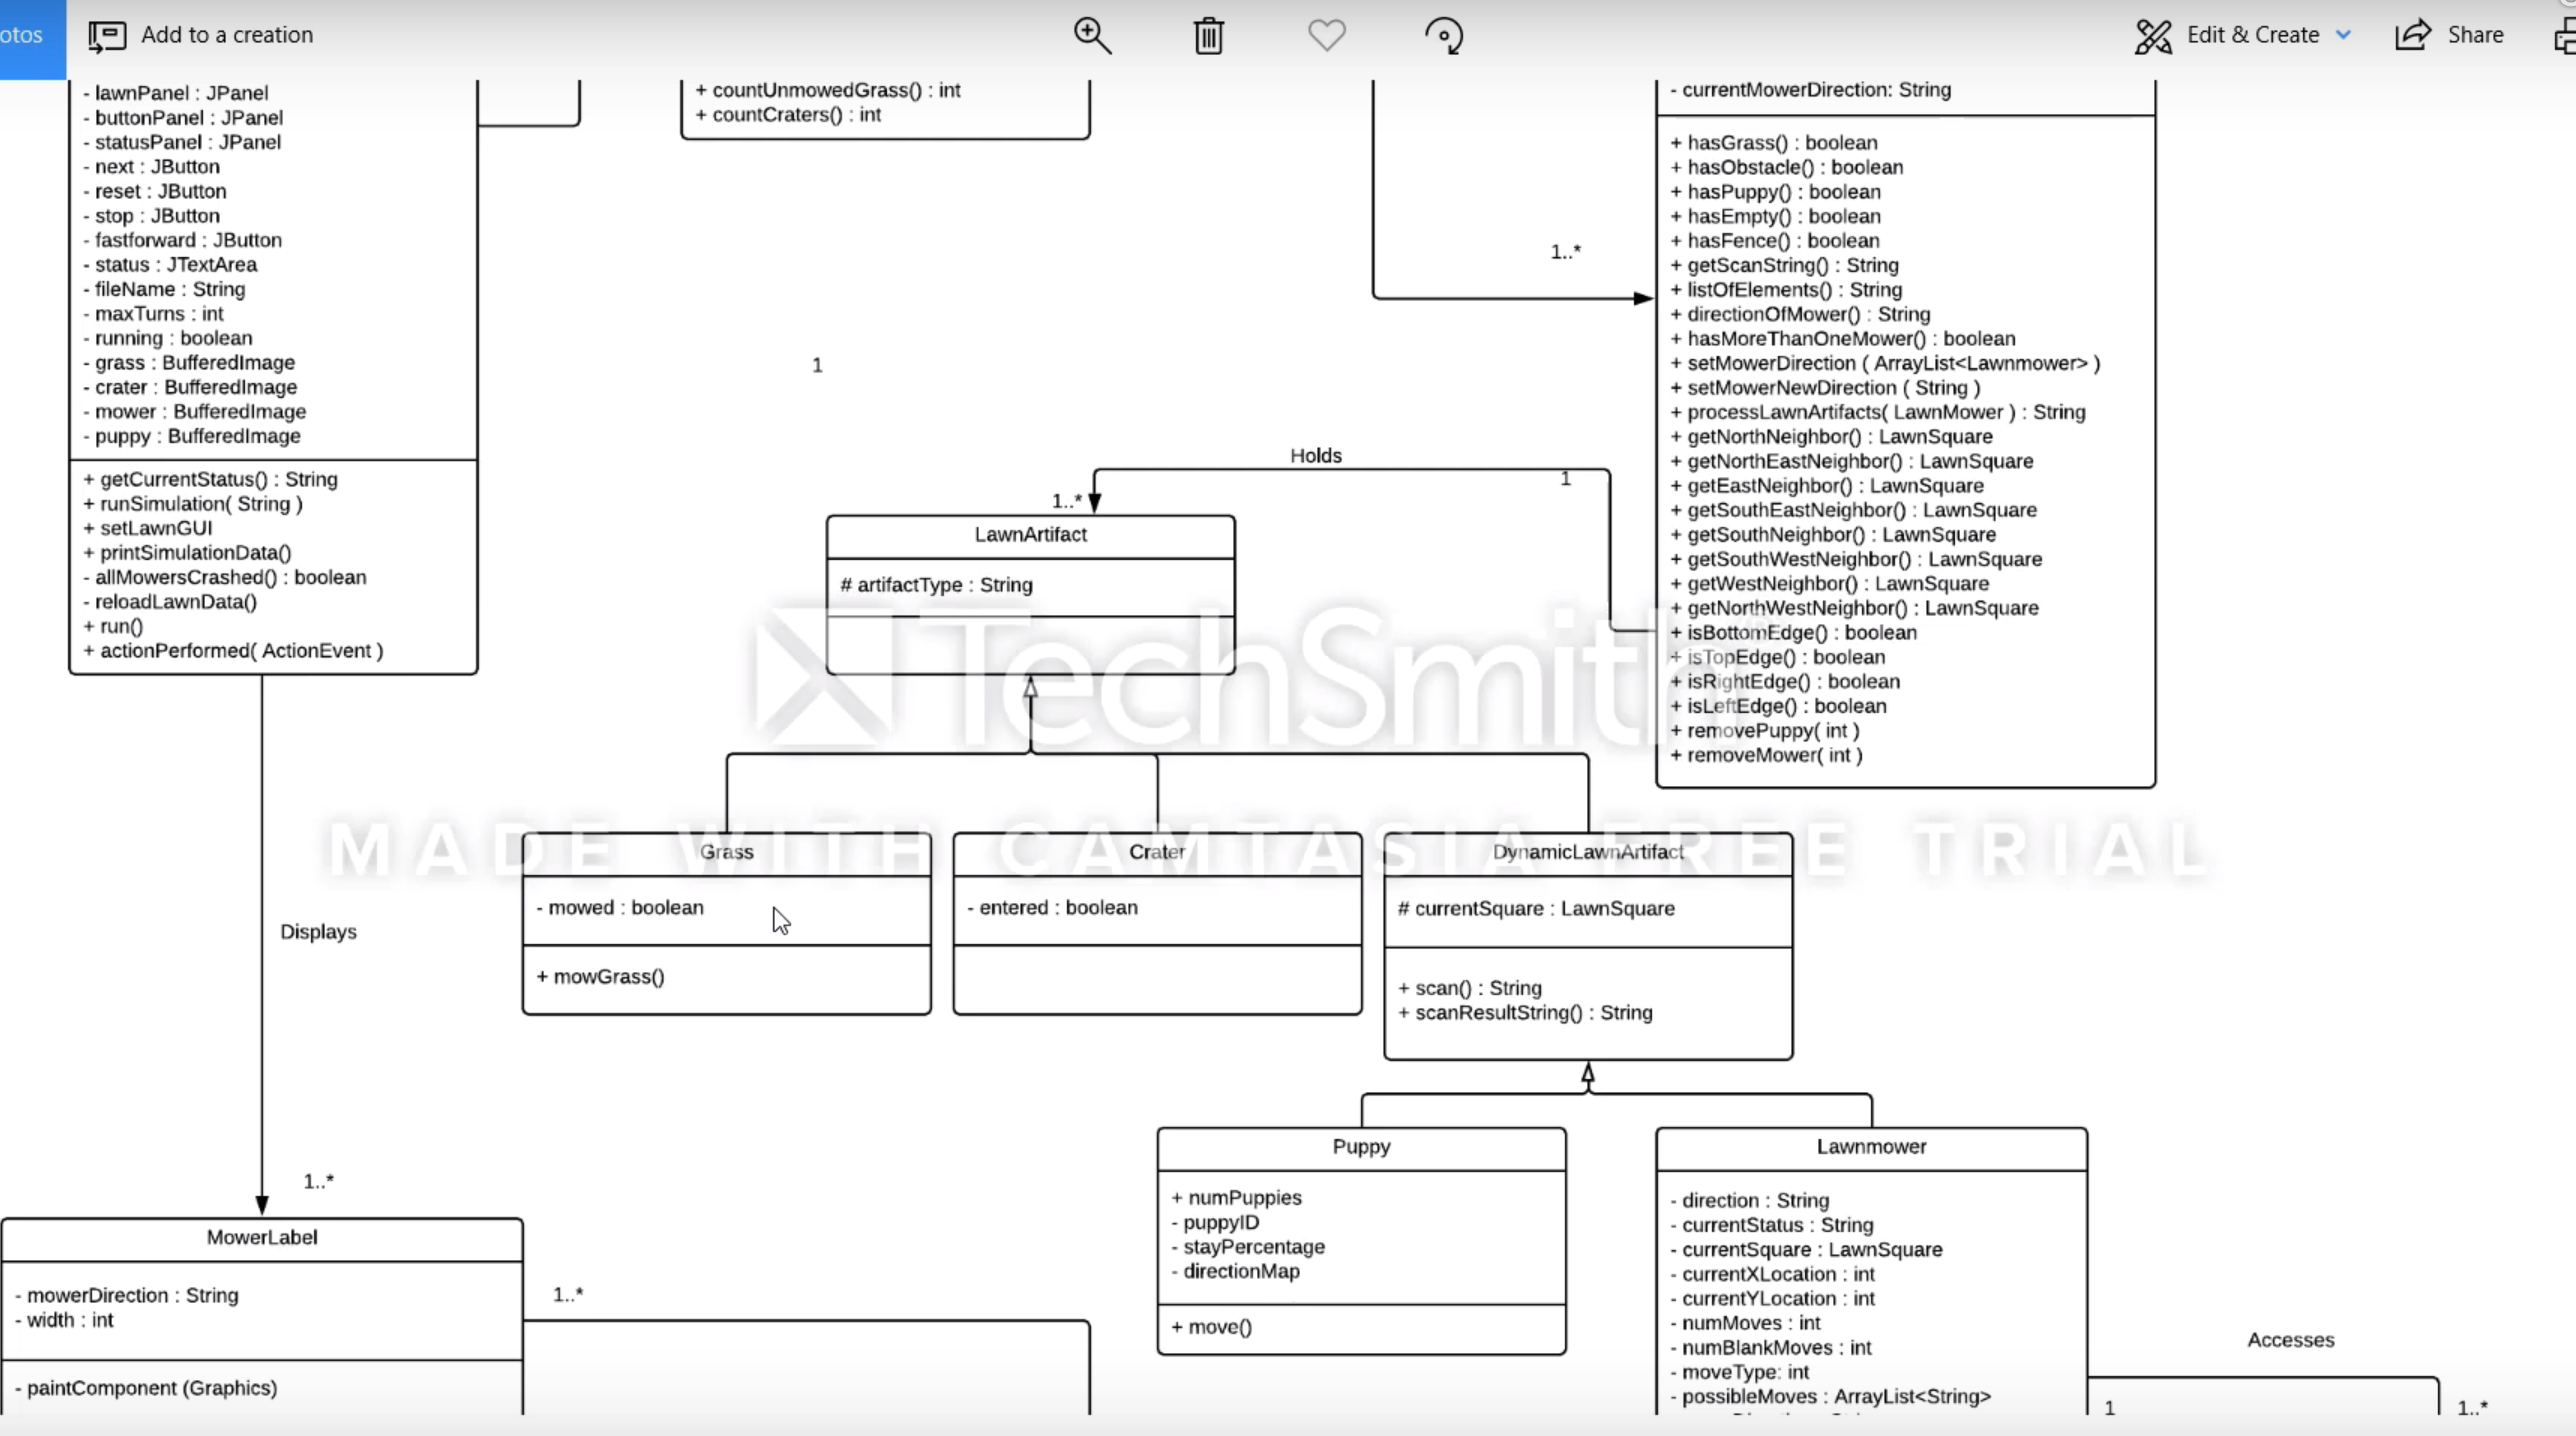 otos
Add to a creation
Edit & Create
Share
- lawnPanel : JPanel
- buttonPanel : JPanel
- statusPanel : JPanel
- next : JButton
- reset : JButton
- stop : JButton
- fastforward : JButton
- status : JTextArea
- fileName : String
- maxTurns : int
- running : boolean
- grass : BufferedImage
- crater : BufferedImage
- mower : BufferedImage
- puppy : BufferedImage
+ getCurrentStatus() : String
+ runSimulation( String )
+ setLawnGUI
+ printSimulationData()
- allMowersCrashed() : boolean
- reloadLawnData()
+ run()
+ actionPerformed( ActionEvent )
+ countUnmowedGrass() : int
+ countCraters() : int
1
1..*
- currentMowerDirection: String
+ hasGrass() : boolean
+ hasObstacle() : boolean
+ hasPuppy() : boolean
+ hasEmpty() : boolean
+ hasFence() : boolean
+ getScanString() : String
+ listOfElements() : String
+ directionOfMower() : String
+ hasMoreThanOneMower() : boolean
+ setMowerDirection ( ArrayList<Lawnmower> )
+ setMowerNewDirection ( String )
+ processLawnArtifacts( LawnMower ) : String
+ getNorthNeighbor() : LawnSquare
+ getNorthEastNeighbor() : LawnSquare
+ getEastNeighbor() : LawnSquare
+ getSouthEastNeighbor() : LawnSquare
+ getSouthNeighbor() : LawnSquare
+ getSouthWestNeighbor() : LawnSquare
+ getWestNeighbor() : LawnSquare
+ getNorthWestNeighbor() : LawnSquare
+ isBottomEdge() : boolean
+ isTopEdge() : boolean
+ isRightEdge() : boolean
+ isLeftEdge() : boolean
+ removePuppy( int )
+ removeMower( int )
Holds
1
1..*
LawnArtifact
# artifactType : String
TechSmith
MADE WITH CAMTASIA FREE TRIAL
Grass
- mowed : boolean
+ mowGrass()
Crater
- entered : boolean
DynamicLawnArtifact
# currentSquare : LawnSquare
+ scan() : String
+ scanResultString() : String
Displays
1..*
MowerLabel
- mowerDirection : String
- width : int
- paintComponent (Graphics)
1..*
Puppy
+ numPuppies
- puppyID
- stayPercentage
- directionMap
+ move()
Lawnmower
- direction : String
- currentStatus : String
- currentSquare : LawnSquare
- currentXLocation : int
- currentYLocation : int
- numMoves : int
- numBlankMoves : int
- moveType: int
- possibleMoves : ArrayList<String>
Accesses
1
1..*